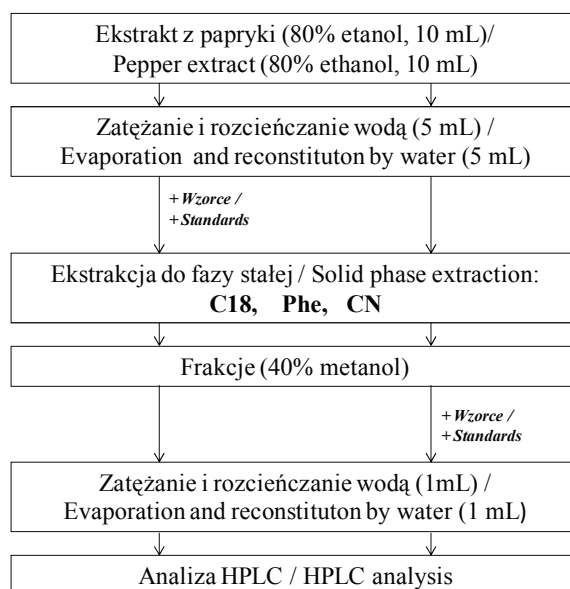 Ekstrakt z papryki (80% etanol, 10 mL)/
Pepper extract (80% ethanol, 10 mL)
Zatężanie i rozcieńczanie wodą (5 mL) /
Evaporation and reconstituton by water (5 mL)
+ Wzorce /
+ Standards
Ekstrakcja do fazy stałej / Solid phase extraction:
C18, Phe, CN
Frakcje (40% metanol)
+ Wzorce /
+ Standards
Zatężanie i rozcieńczanie wodą (1mL) /
Evaporation and reconstituton by water (1 mL)
Analiza HPLC / HPLC analysis